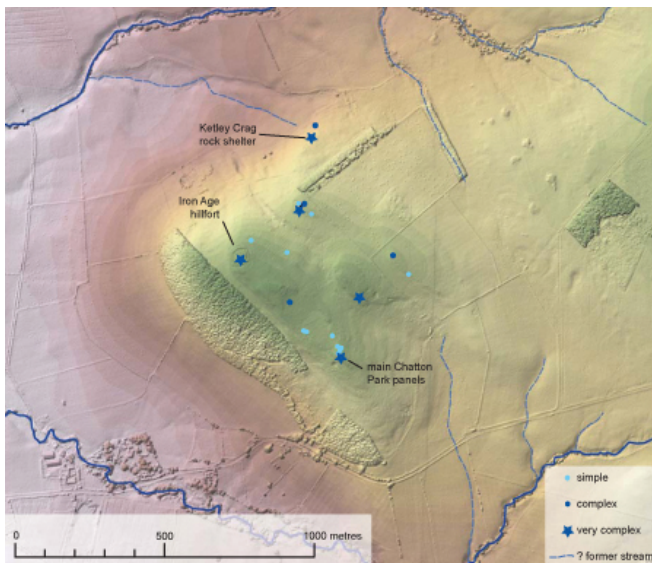 Ketley Crag
rock shelter
Iron Age
hillfort
main Chatton
Park panels
simple
complex
very complex
? former stream
0 500 1000 metres